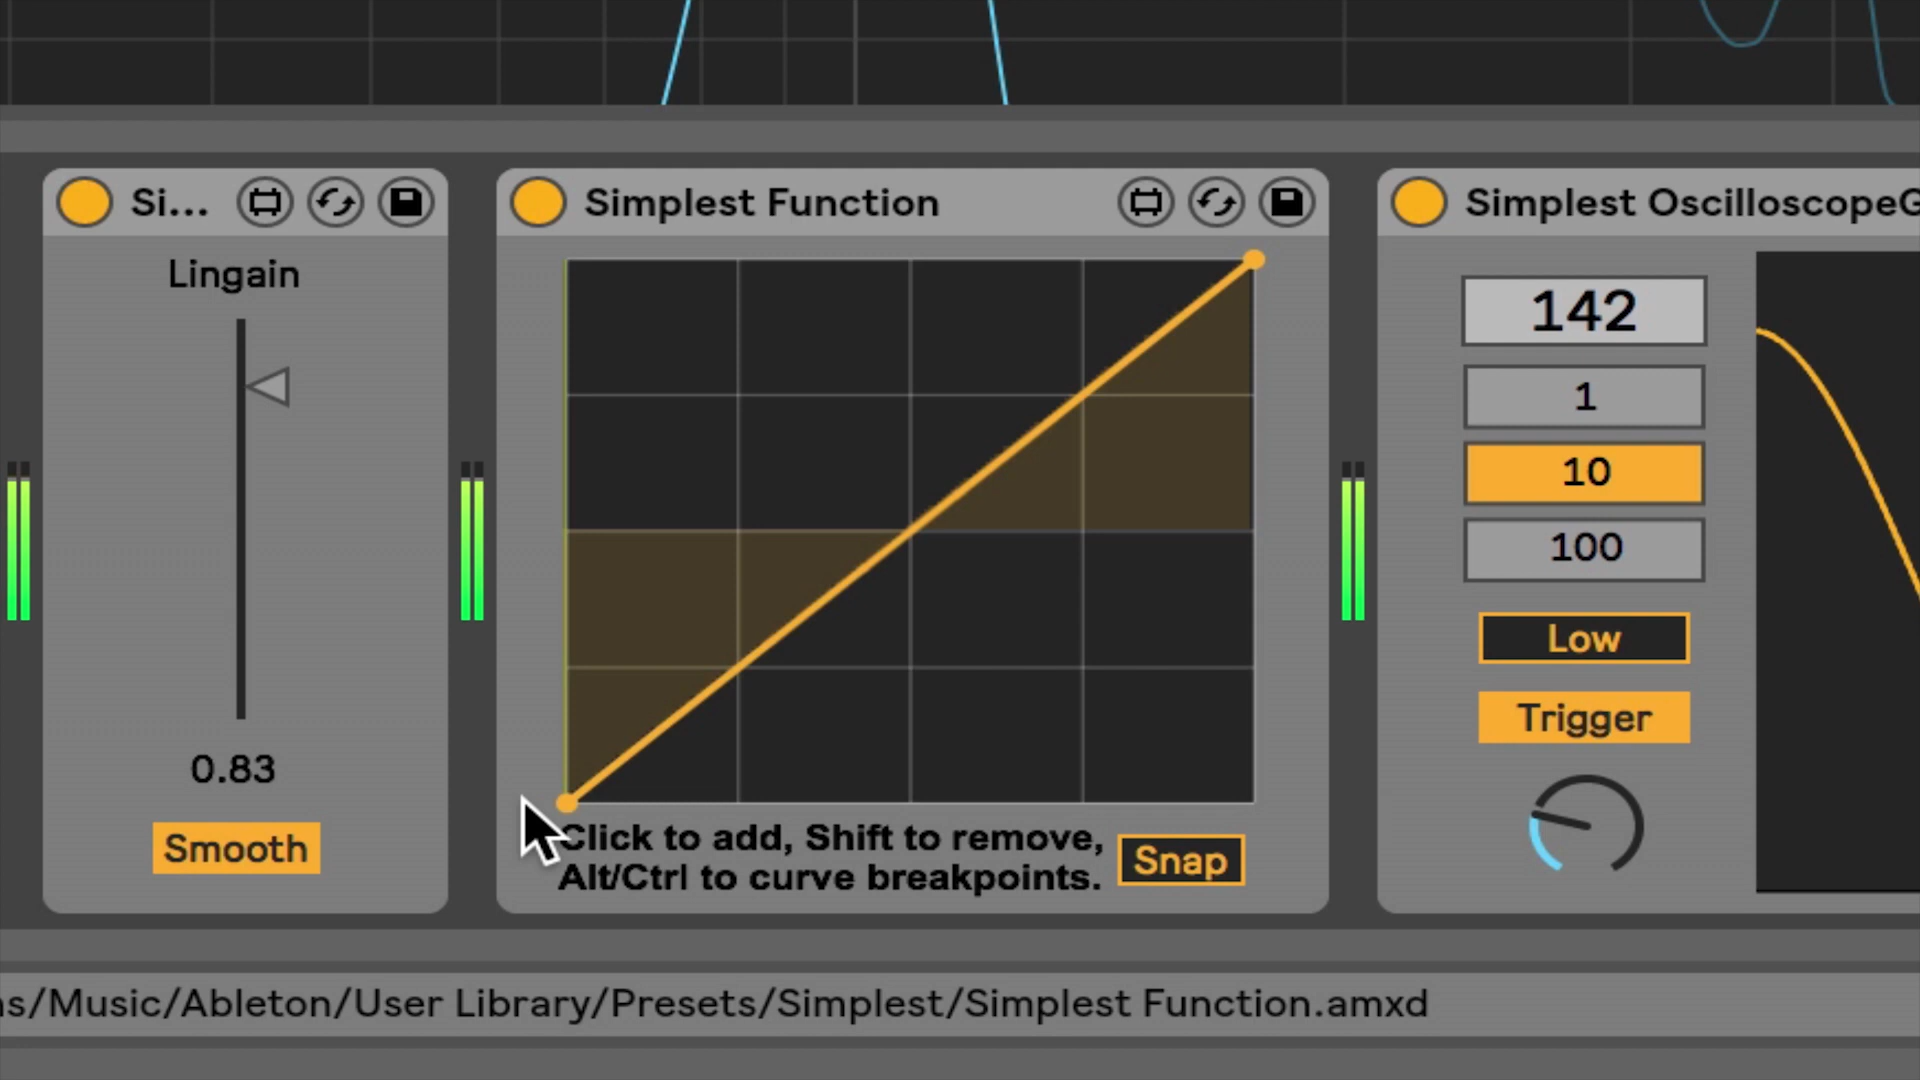 Si...
Lingain
0.83
Smooth
Simplest Function
Click to add, Shift to remove,
Alt/Ctrl to curve breakpoints.
Snap
Simplest OscilloscopeG
142
1
10
100
Low
Trigger
ns/Music/Ableton/User Library/Presets/Simplest/Simplest Function.amxd